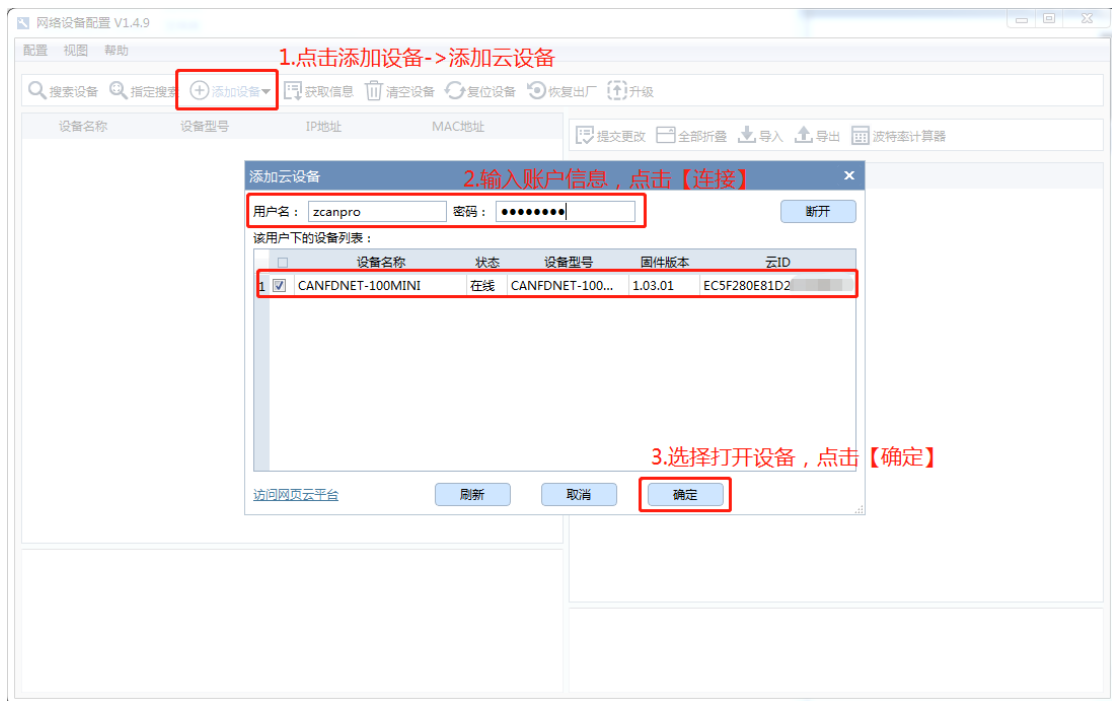 网络设备配置 V1.4.9
配置 视图 帮助
1.点击添加设备->添加云设备
搜索设备 指定搜索 添加设备 获取信息 清空设备 复位设备 恢复出厂 升级
设备名称 设备型号 IP地址 MAC地址
提交更改 全部折叠 导入 导出 波特率计算器
添加云设备
2.输入账户信息，点击【连接】
用户名： zcanpro 密码： ●●●●●●●● 断开
该用户下的设备列表：
设备名称 状态 设备型号 固件版本 云ID
1 CANFDNET-100MINI 在线 CANFDNET-100... 1.03.01 EC5F280E81D2
3.选择打开设备，点击【确定】
访问网页云平台 刷新 取消 确定